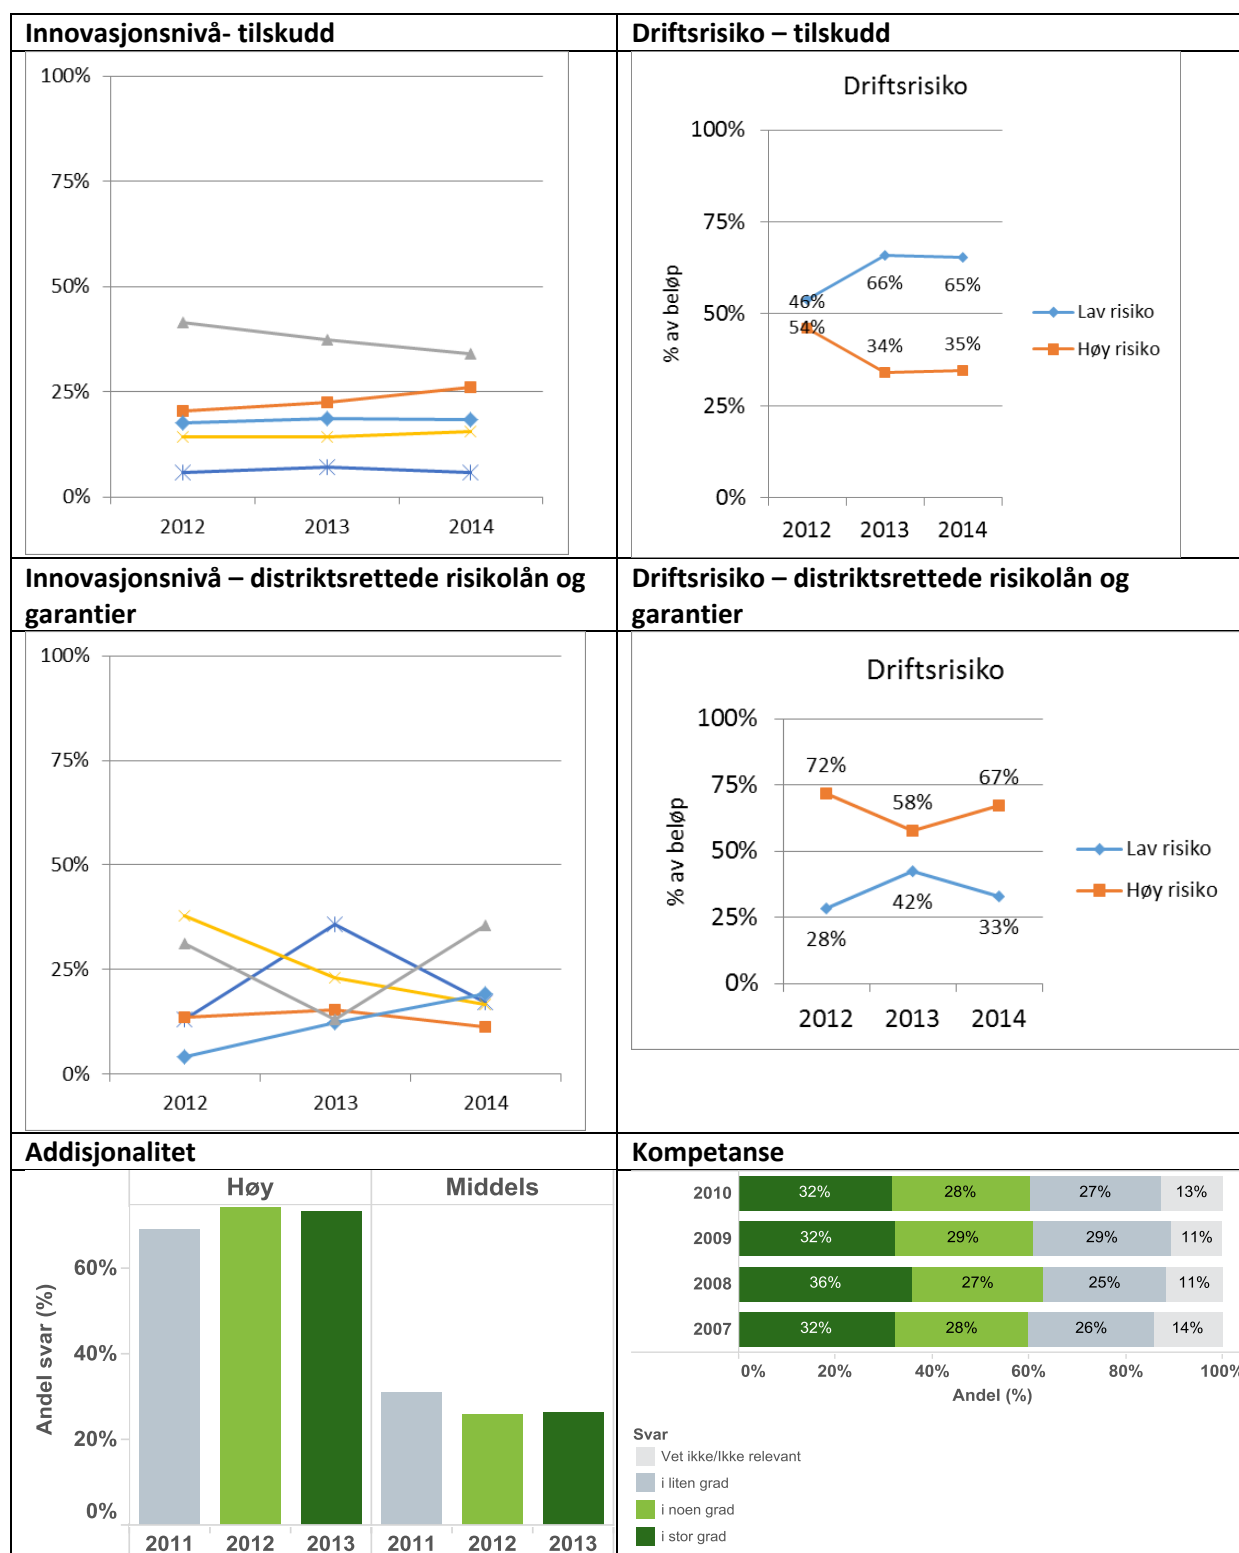 Innovasjonsnivå- tilskudd
Driftsrisiko – tilskudd
100%
75%
50%
25%
0%
2012 2013 2014
Driftsrisiko
% av beløp
100%
75%
50%
25%
0%
46%
54%
66%
65%
34%
35%
2012 2013 2014
Lav risiko
Høy risiko
Innovasjonsnivå – distriktsrettede risikolån og
garantier
Driftsrisiko – distriktsrettede risikolån og
garantier
100%
75%
50%
25%
0%
2012 2013 2014
Driftsrisiko
% av beløp
100%
75%
50%
25%
0%
72%
58%
67%
28%
42%
33%
2012 2013 2014
Lav risiko
Høy risiko
Addisjonalitet
Kompetanse
Høy Middels
Andel svar (%)
60%
40%
20%
0%
2011 2012 2013 2011 2012 2013
2010 32% 28% 27% 13%
2009 32% 29% 29% 11%
2008 36% 27% 25% 11%
2007 32% 28% 26% 14%
0% 20% 40% 60% 80% 100%
Andel (%)
Svar
Vet ikke/Ikke relevant
i liten grad
i noen grad
i stor grad